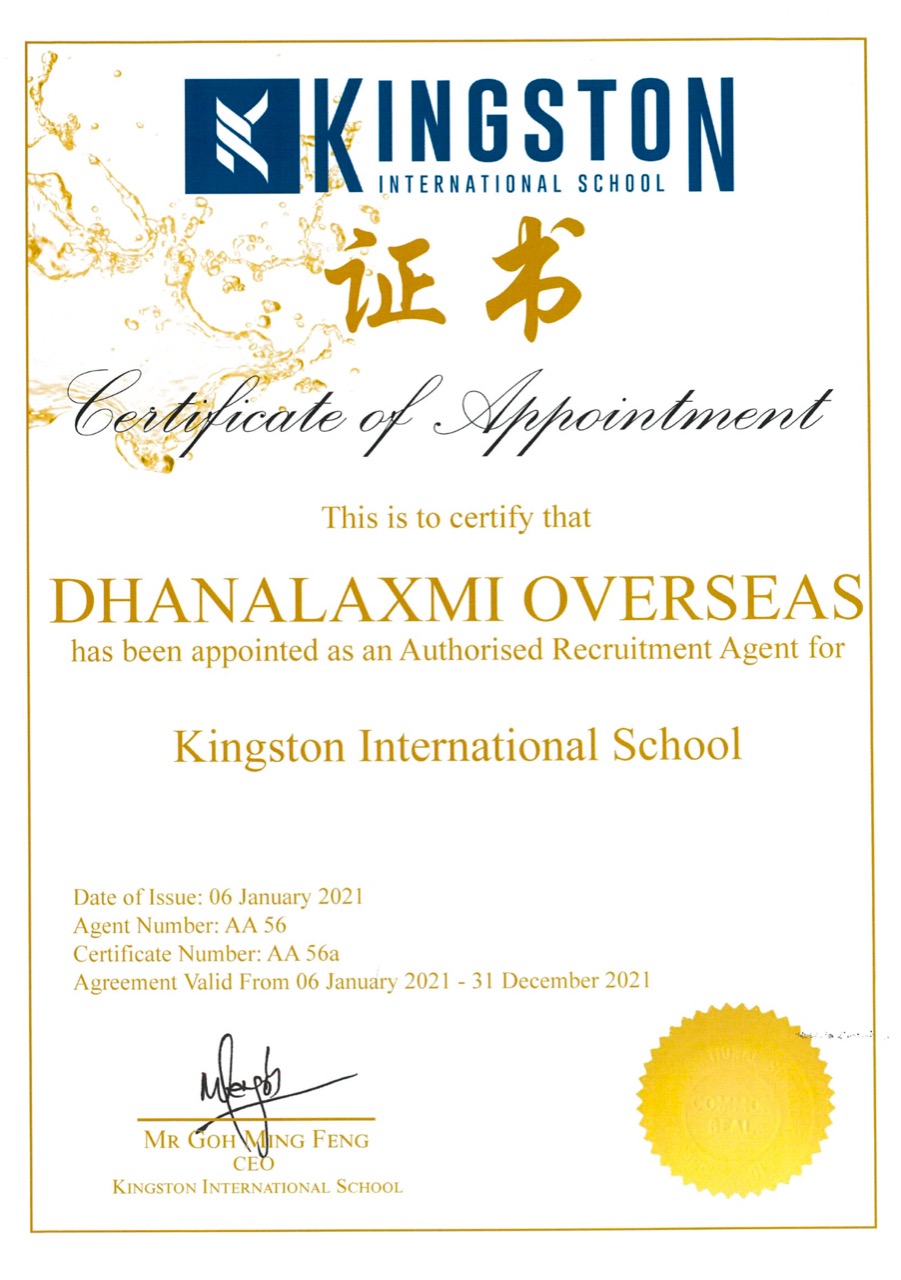 KINGSTON
INTERNATIONAL SCHOOL
证书
Certificate of Appointment
This is to certify that
DHANALAXMI OVERSEAS
has been appointed as an Authorised Recruitment Agent for
Kingston International School
Date of Issue: 06 January 2021
Agent Number: AA 56
Certificate Number: AA 56a
Agreement Valid From 06 January 2021 - 31 December 2021
MR GOH MING FENG
CEO
KINGSTON INTERNATIONAL SCHOOL
SEAL